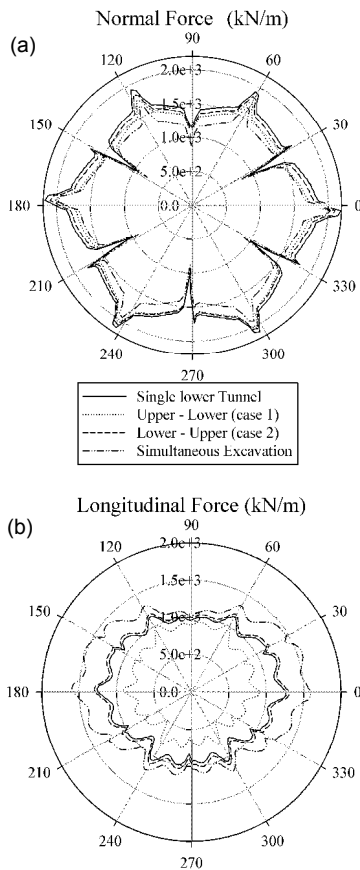 Normal Force (kN/m)
(a)
90
120
60
2.0e+3
1.5e+3
1.0e+3
5.0e+2
0.0
150
30
180
0
210
330
240
300
270
Single lower Tunnel
Upper - Lower (case 1)
Lower - Upper (case 2)
Simultaneous Excavation
(b)
Longitudinal Force (kN/m)
90
120
60
2.0e+3
1.5e+3
1.0e+3
5.0e+2
0.0
150
30
180
0
210
330
240
300
270